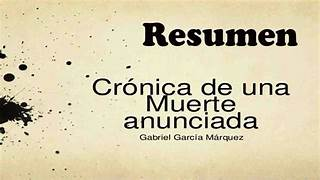 Resumen
Crónica de una
Muerte
anunciada
Gabriel García Márquez